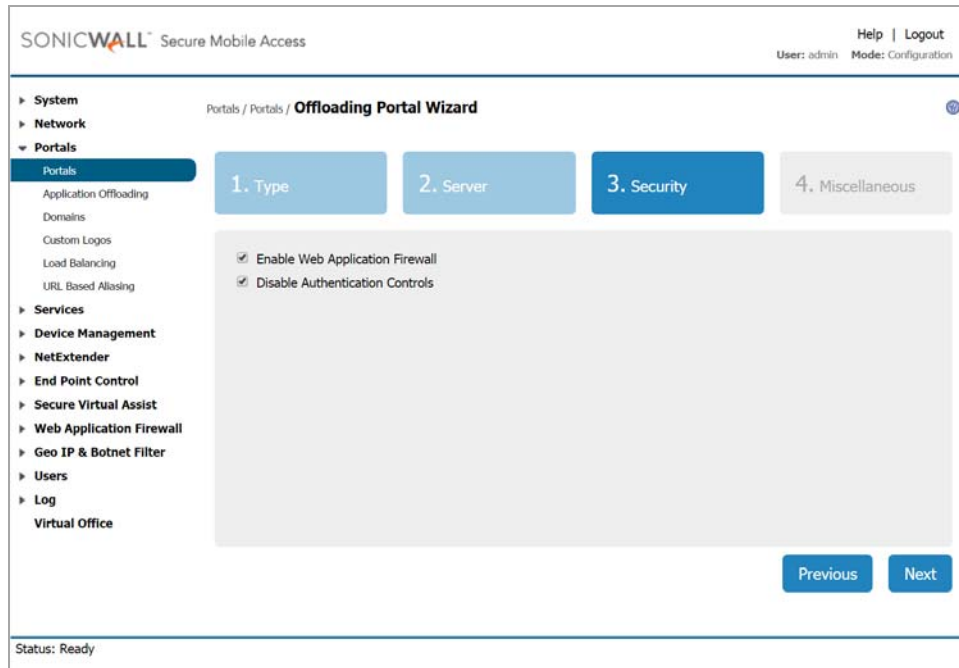 SONICWALL™ Secure Mobile Access
Help | Logout
User: admin Mode: Configuration
System
Network
Portals
Portals
Application Offloading
Domains
Custom Logos
Load Balancing
URL Based Aliasing
Services
Device Management
NetExtender
End Point Control
Secure Virtual Assist
Web Application Firewall
Geo IP & Botnet Filter
Users
Log
Virtual Office
Portals / Portals / Offloading Portal Wizard
1. Type
2. Server
3. Security
4. Miscellaneous
Enable Web Application Firewall
Disable Authentication Controls
Previous
Next
Status: Ready